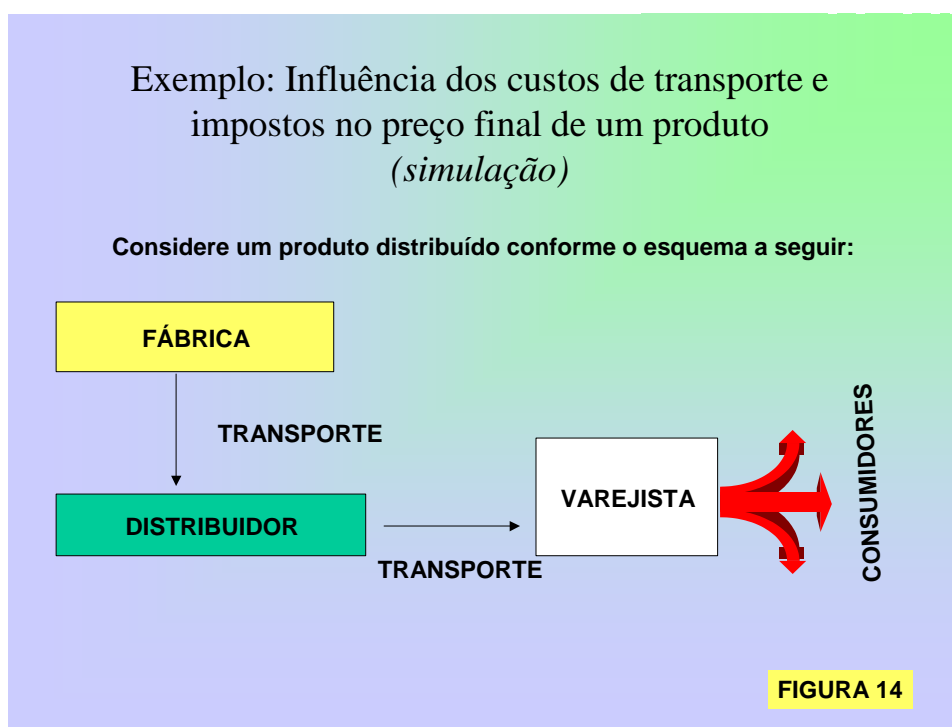 Exemplo: Influência dos custos de transporte e
impostos no preço final de um produto
(simulação)
Considere um produto distribuído conforme o esquema a seguir:
FÁBRICA
TRANSPORTE
DISTRIBUIDOR
TRANSPORTE
VAREJISTA
CONSUMIDORES
FIGURA 14